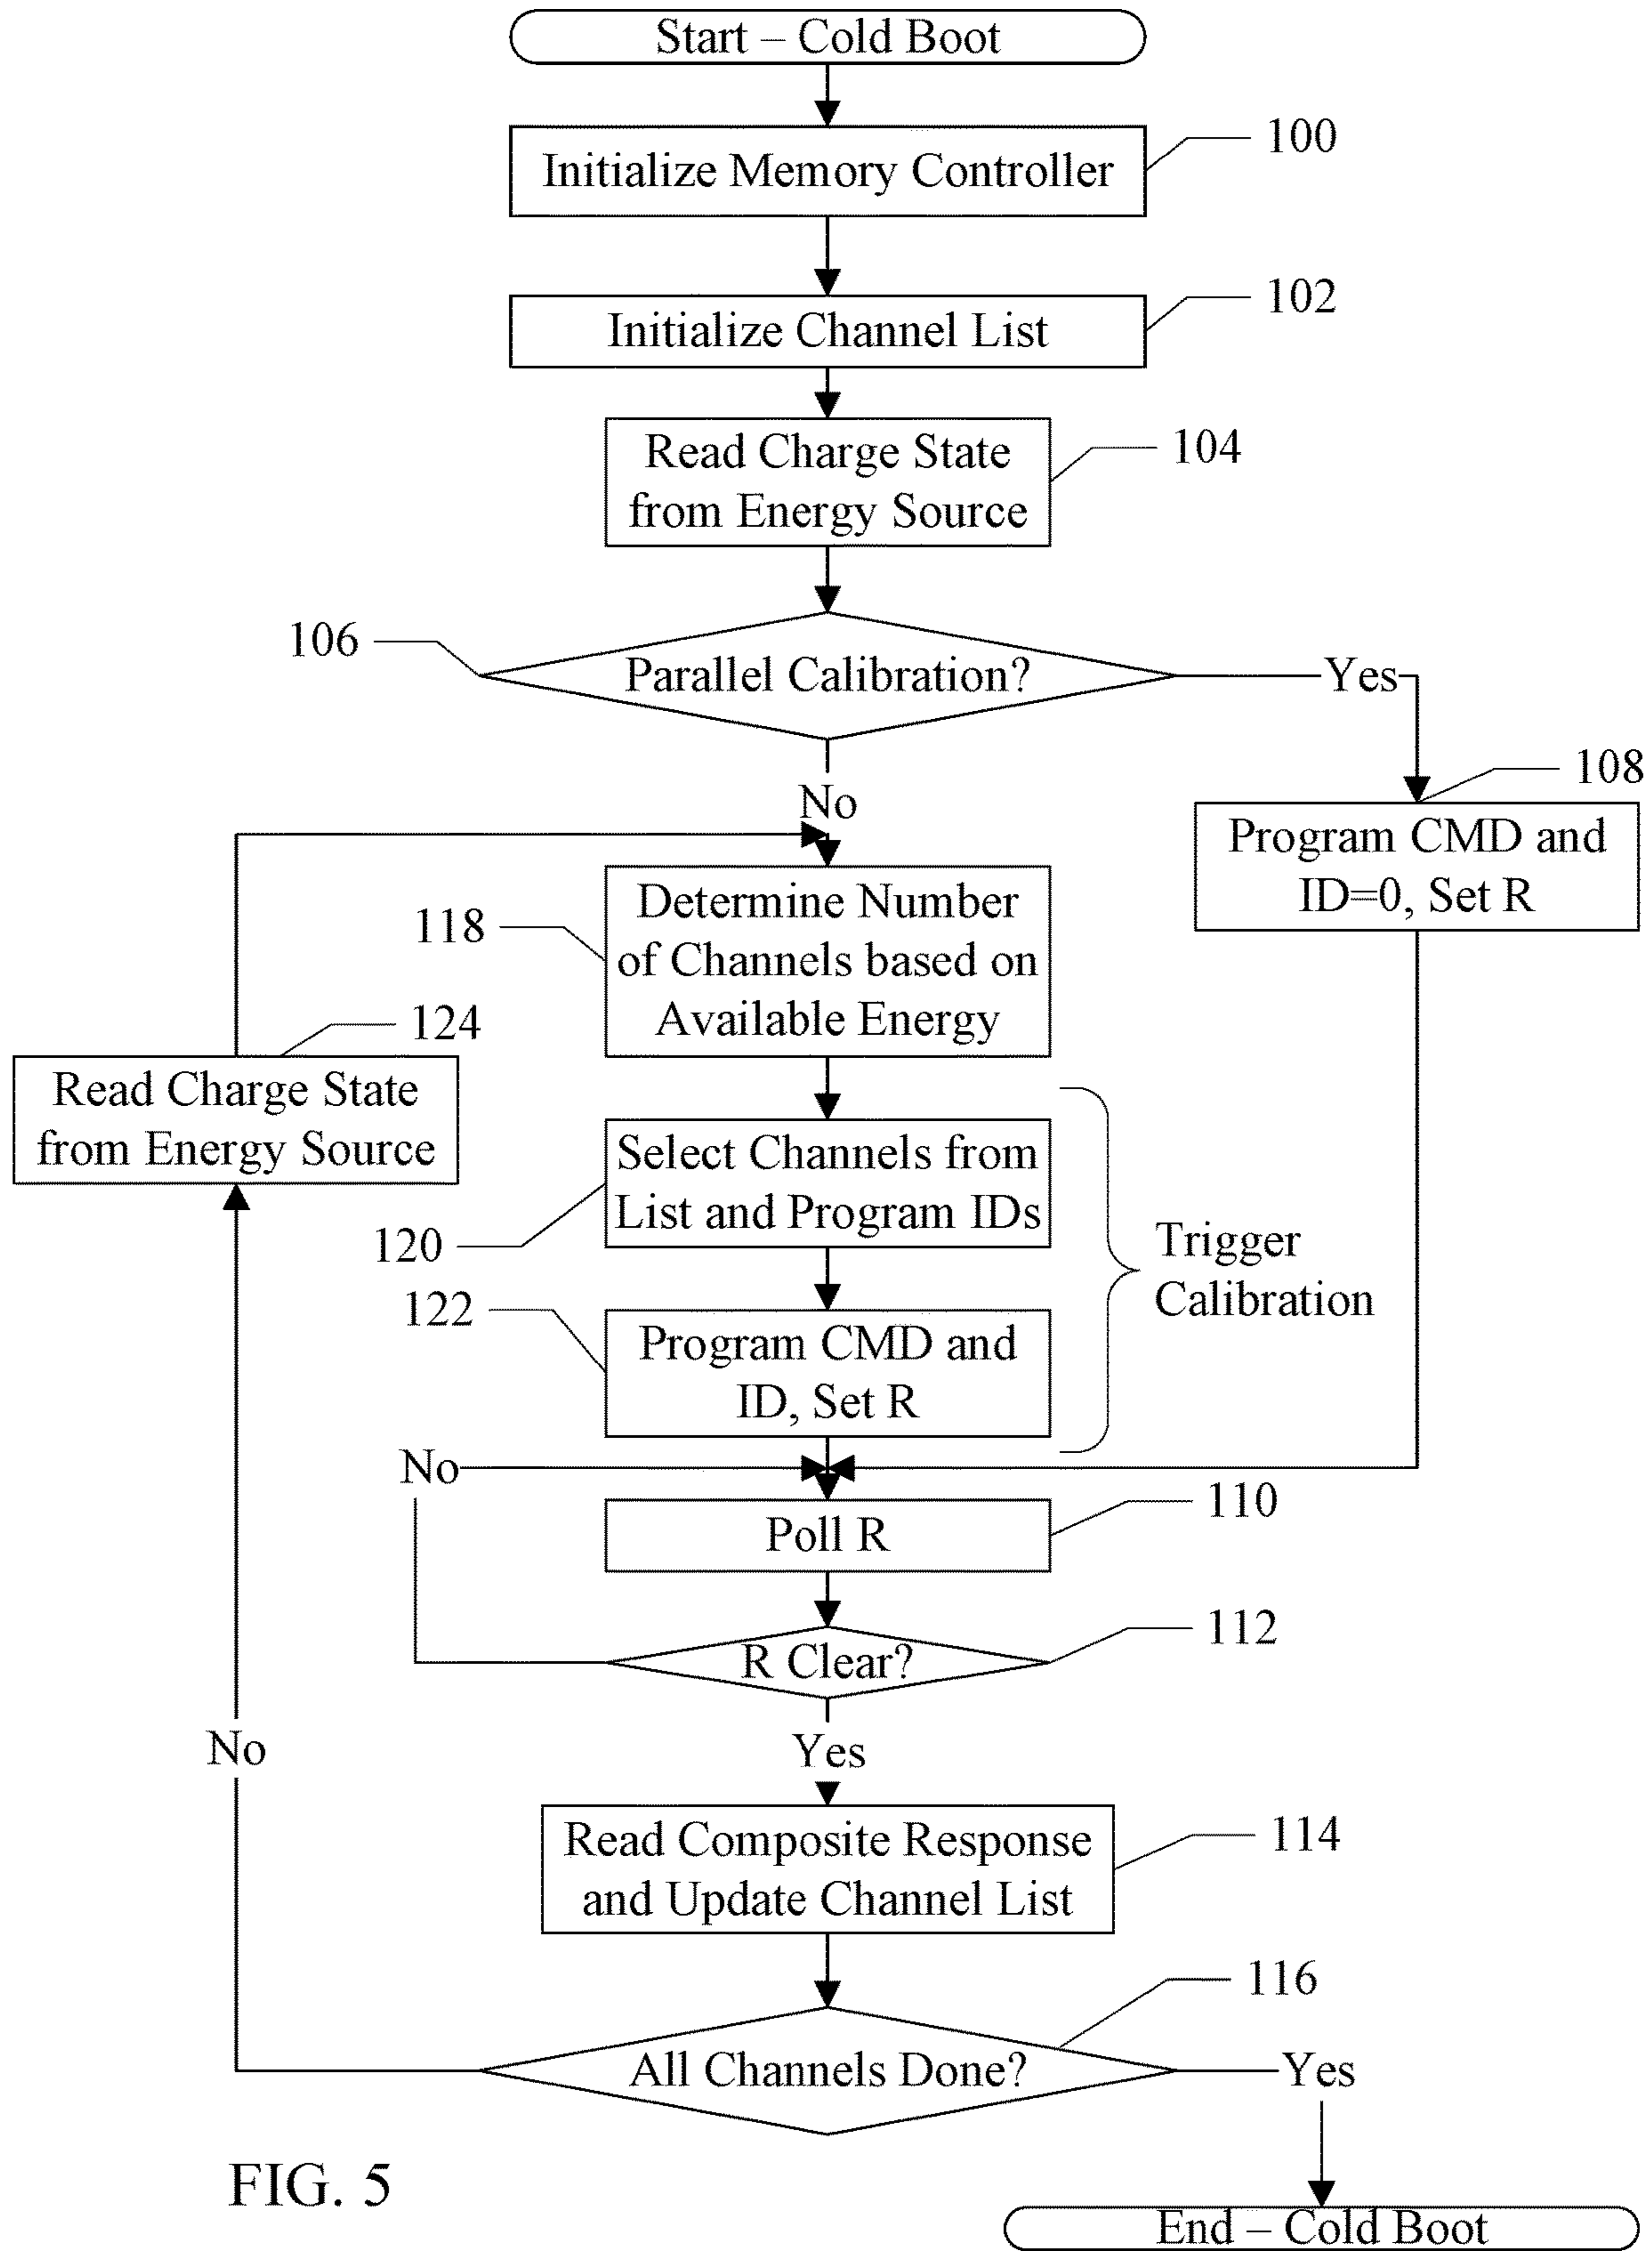 Start – Cold Boot
100
Initialize Memory Controller
102
Initialize Channel List
104
Read Charge State
from Energy Source
106
Parallel Calibration?
Yes
No
108
Program CMD and
ID=0, Set R
118
Determine Number
of Channels based on
Available Energy
124
Read Charge State
from Energy Source
Select Channels from
List and Program IDs
120
Trigger
Calibration
122
Program CMD and
ID, Set R
No
110
Poll R
112
R Clear?
No
Yes
114
Read Composite Response
and Update Channel List
116
All Channels Done?
Yes
FIG. 5
End – Cold Boot